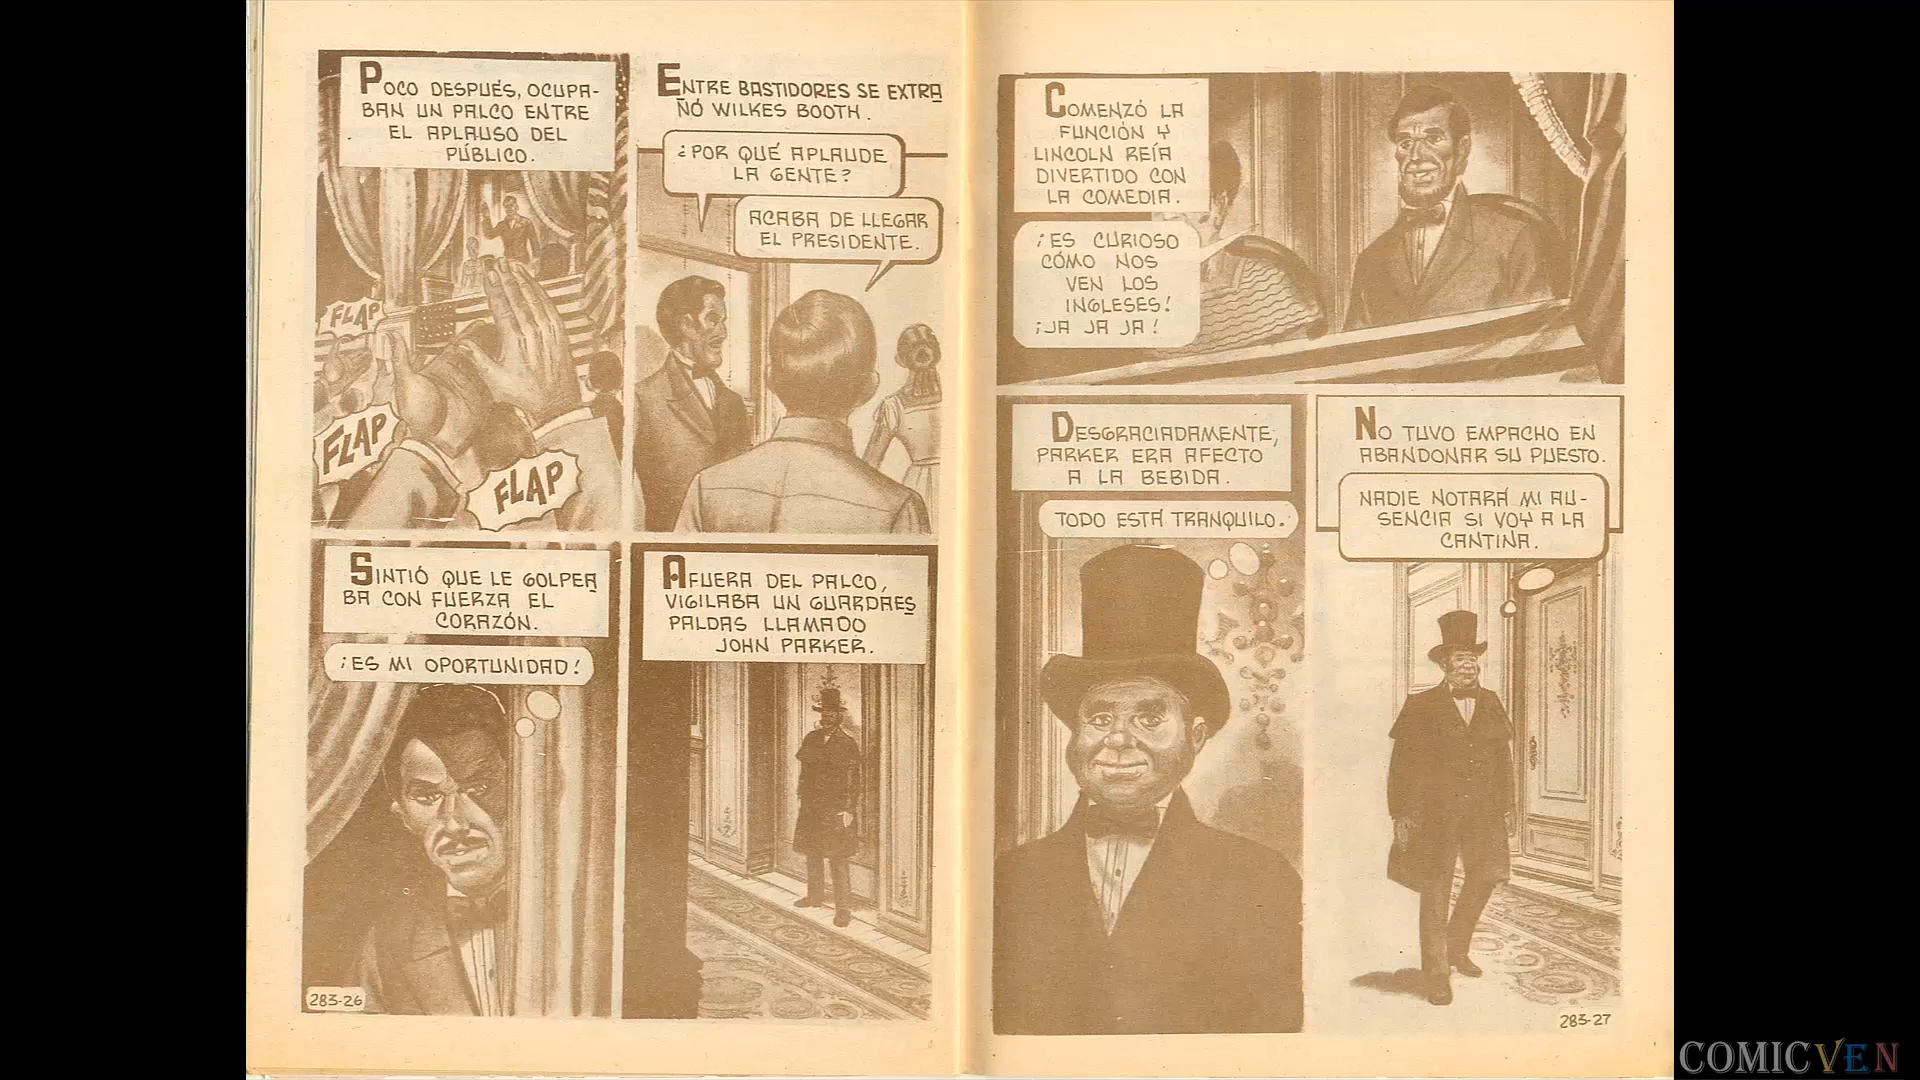 POCO DESPUÉS, OCUPA-
BAN UN PALCO ENTRE
EL APLAUSO DEL
PÚBLICO.
FLAP
FLAP
FLAP
ENTRE BASTIDORES SE EXTRA
ÑÓ WILKES BOOTH.
¿POR QUÉ APLAUDE
LA GENTE?
ACABA DE LLEGAR
EL PRESIDENTE.
SINTIÓ QUE LE GOLPEA
BA CON FUERZA EL
CORAZÓN.
¡ES MI OPORTUNIDAD!
283-26
AFUERA DEL PALCO,
VIGILABA UN GUARDAES
PALDAS LLAMADO
JOHN PARKER.
COMENZÓ LA
FUNCIÓN Y
LINCOLN REÍA
DIVERTIDO CON
LA COMEDIA.
¡ES CURIOSO
CÓMO NOS
VEN LOS
INGLESES!
¡JA JA JA!
DESGRACIADAMENTE,
PARKER ERA AFECTO
A LA BEBIDA.
TODO ESTÁ TRANQUILO.
NO TUVO EMPACHO EN
ABANDONAR SU PUESTO.
NADIE NOTARÁ MI AU-
SENCIA SI VOY A LA
CANTINA.
283-27
COMICVEN